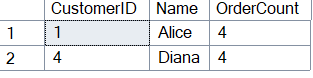 CustomerID Name OrderCount
1 1 Alice 4
2 4 Diana 4